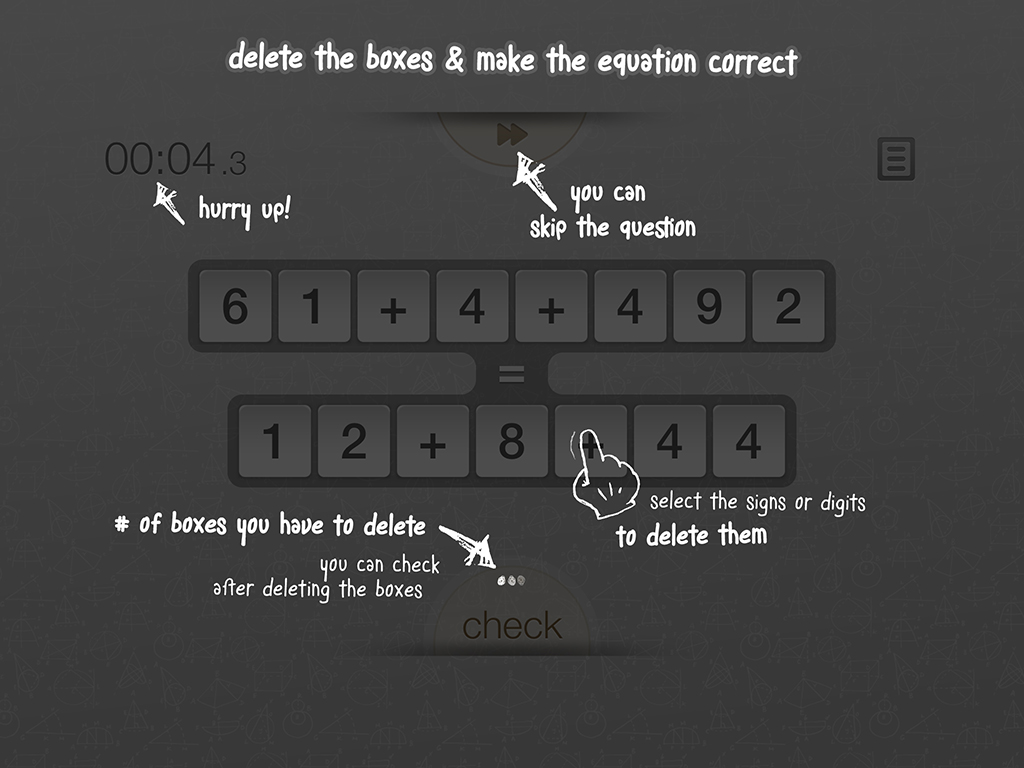 delete the boxes & make the equation correct
00:04.3
hurry up!
you can
skip the question
6 1 + 4 + 4 9 2
=
1 2 + 8 + 4 4
select the signs or digits
to delete them
# of boxes you have to delete
you can check
after deleting the boxes
check